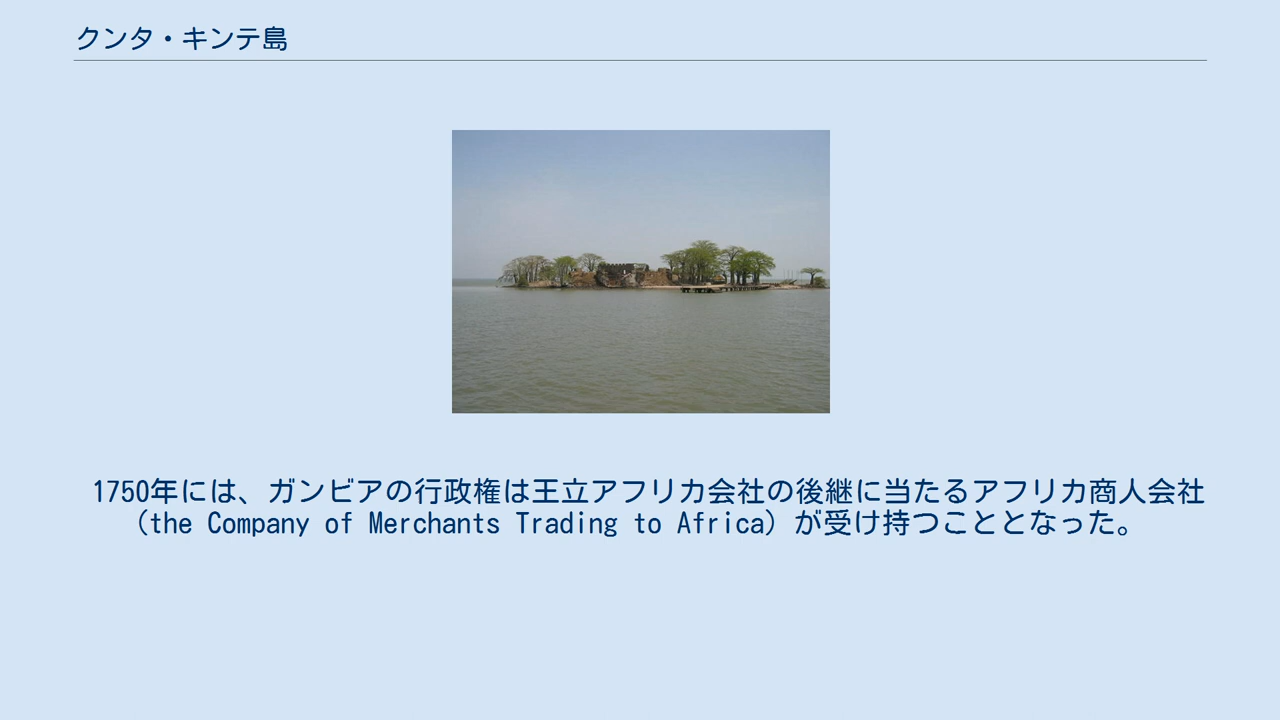 クンタ・キンテ島
1750年には、ガンビアの行政権は王立アフリカ会社の後継に当たるアフリカ商人会社
（the Company of Merchants Trading to Africa）が受け持つこととなった。